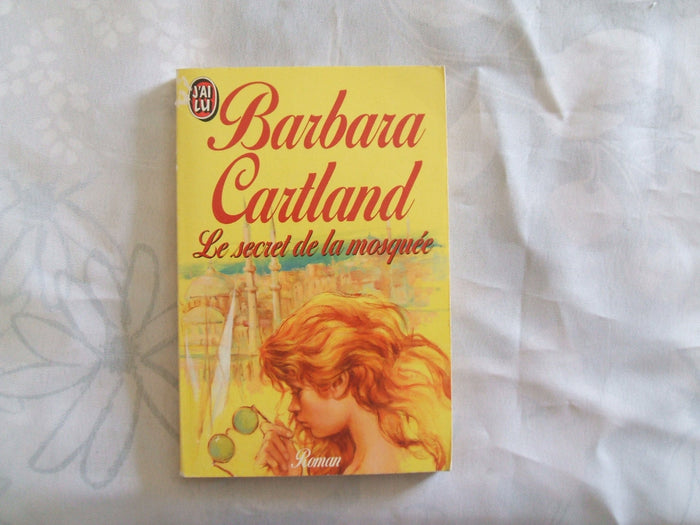 J'AI
LU
Barbara
Cartland
Le secret de la mosquée
Roman